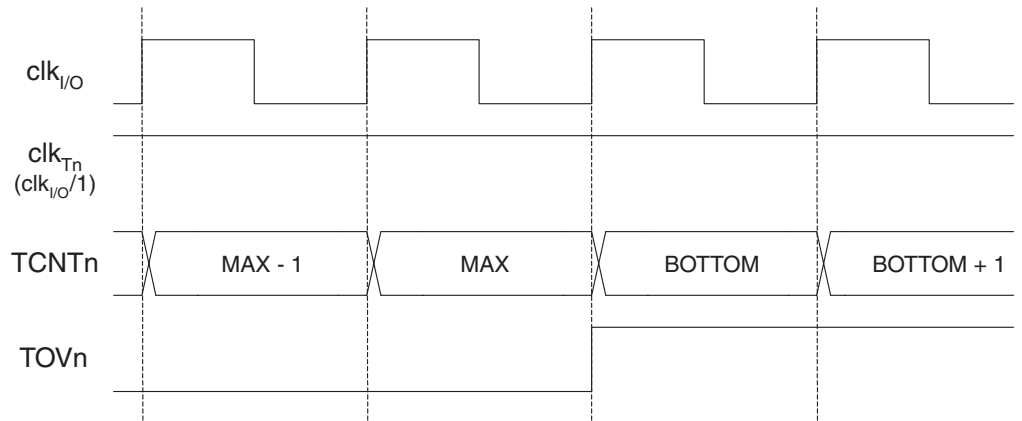 clkI/O
clkTn
(clkI/O/1)
TCNTn
MAX - 1
MAX
BOTTOM
BOTTOM + 1
TOVn